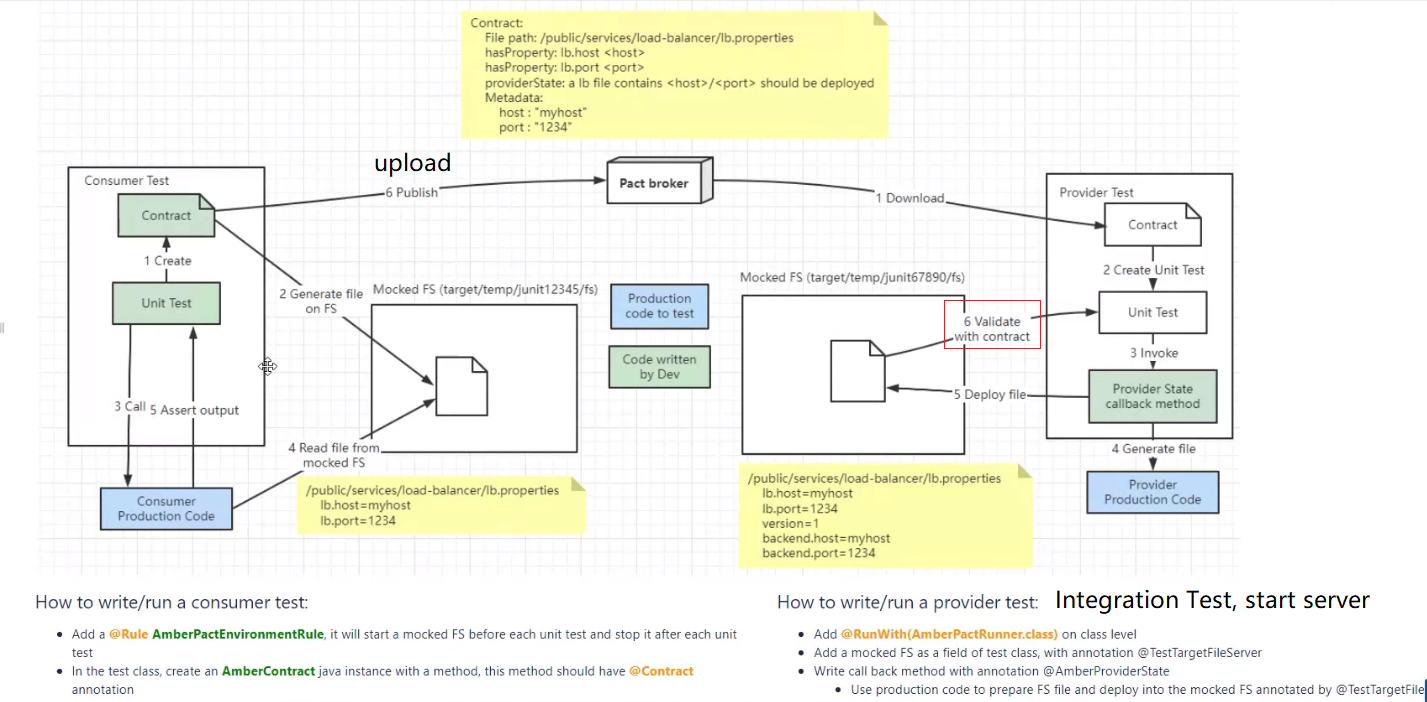 Contract:
File path: /public/services/load-balancer/lb.properties
hasProperty: lb.host <host>
hasProperty: lb.port <port>
providerState: a lb file contains <host>/<port> should be deployed
Metadata:
host : "myhost"
port : "1234"
upload
Consumer Test
Contract
6 Publish
Pact broker
1 Download
Provider Test
Contract
1 Create
Unit Test
2 Generate file
on FS
Mocked FS (target/temp/junit12345/fs)
Production
code to test
Code written
by Dev
Mocked FS (target/temp/junit67890/fs)
2 Create Unit Test
Unit Test
6 Validate
with contract
3 Invoke
Provider State
callback method
5 Deploy file
3 Call
5 Assert output
4 Read file from
mocked FS
4 Generate file
Consumer
Production Code
Provider
Production Code
/public/services/load-balancer/lb.properties
lb.host=myhost
lb.port=1234
/public/services/load-balancer/lb.properties
lb.host=myhost
lb.port=1234
version=1
backend.host=myhost
backend.port=1234
How to write/run a consumer test:
Add a @Rule AmberPactEnvironmentRule, it will start a mocked FS before each unit test and stop it after each unit
test
In the test class, create an AmberContract java instance with a method, this method should have @Contract
annotation
How to write/run a provider test:
Integration Test, start server
Add @RunWith(AmberPactRunner.class) on class level
Add a mocked FS as a field of test class, with annotation @TestTargetFileServer
Write call back method with annotation @AmberProviderState
Use production code to prepare FS file and deploy into the mocked FS annotated by @TestTargetFile